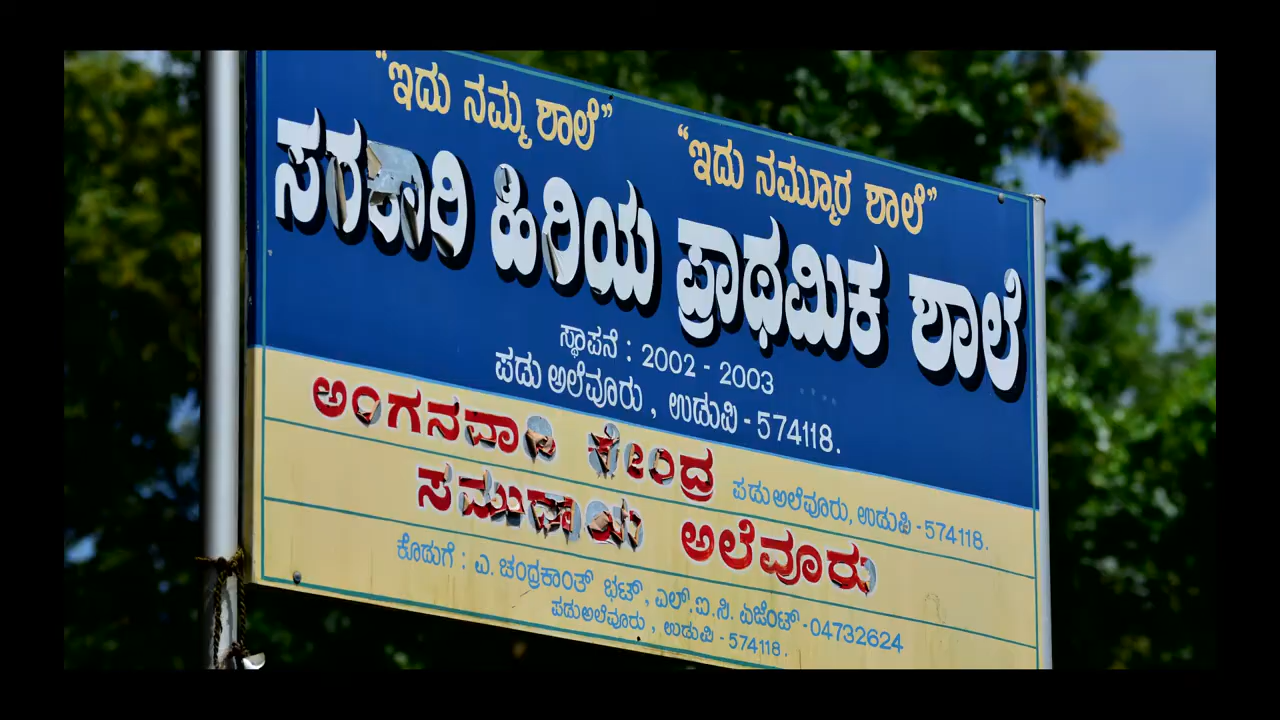 “ಇದು ನಮ್ಮ ಶಾಲೆ” “ಇದು ನಮ್ಮೂರ ಶಾಲೆ”
ಸರಕಾರಿ ಹಿರಿಯ ಪ್ರಾಥಮಿಕ ಶಾಲೆ
ಸ್ಥಾಪನೆ : 2002 - 2003
ಪಡು ಅಲೆವೂರು , ಉಡುಪಿ - 574118.
ಅಂಗನವಾಡಿ ಕೇಂದ್ರ ಪಡುಅಲೆವೂರು, ಉಡುಪಿ - 574118.
ಸಮುದಾಯ ಅಲೆವೂರು
ಕೊಡುಗೆ : ಎ. ಚಂದ್ರಕಾಂತ್ ಭಟ್, ಎಲ್.ಐ.ಸಿ. ಏಜೆಂಟ್ - 04732624
ಪಡುಅಲೆವೂರು , ಉಡುಪಿ - 574118.